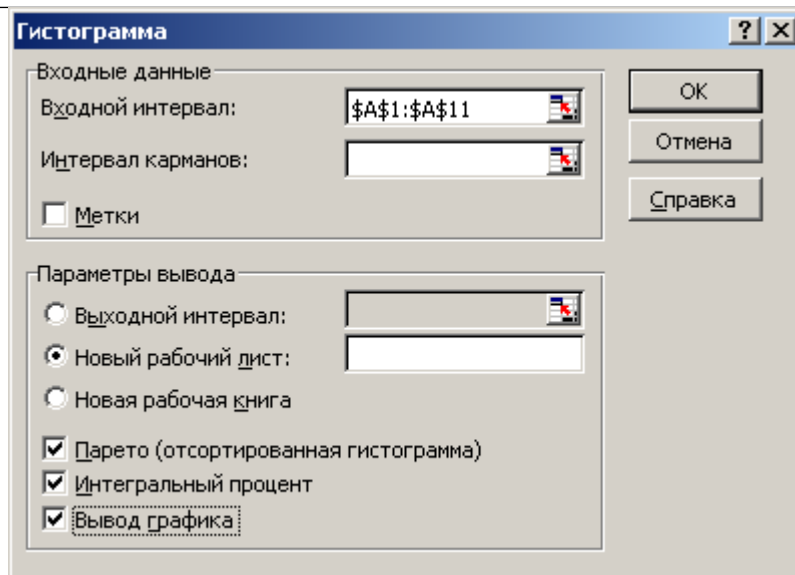 Гистограмма
Входные данные
Входной интервал:
$A$1:$A$11
Интервал карманов:
Метки
OK
Отмена
Справка
Параметры вывода
Выходной интервал:
Новый рабочий лист:
Новая рабочая книга
Парето (отсортированная гистограмма)
Интегральный процент
Вывод графика